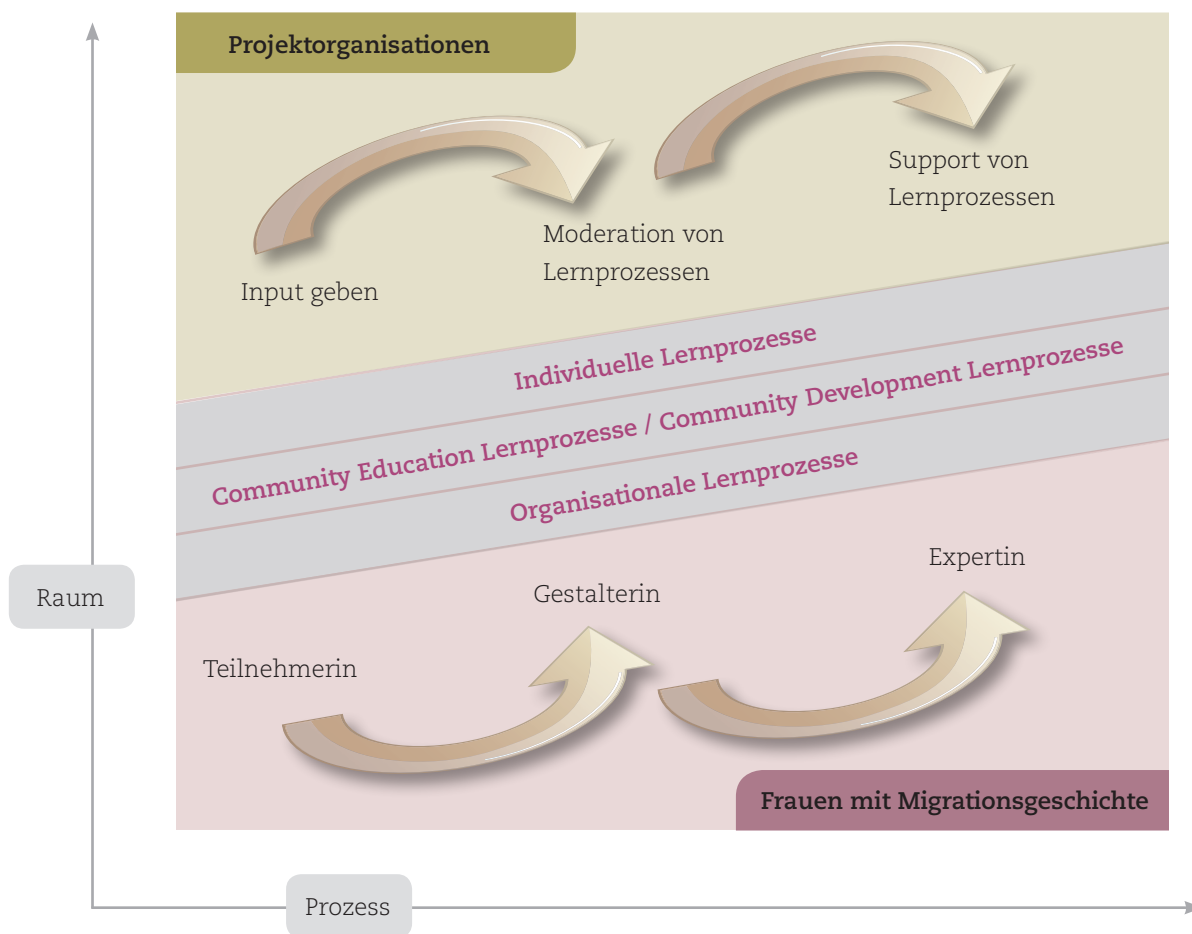 Projektorganisationen
Input geben
Moderation von
Lernprozessen
Support von
Lernprozessen
Individuelle Lernprozesse
Community Education Lernprozesse / Community Development Lernprozesse
Organisationale Lernprozesse
Raum
Teilnehmerin
Gestalterin
Expertin
Frauen mit Migrationsgeschichte
Prozess